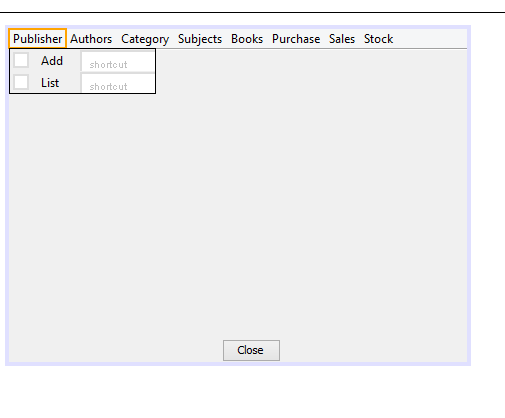 Publisher Authors Category Subjects Books Purchase Sales Stock
Add shortcut
List shortcut
Close